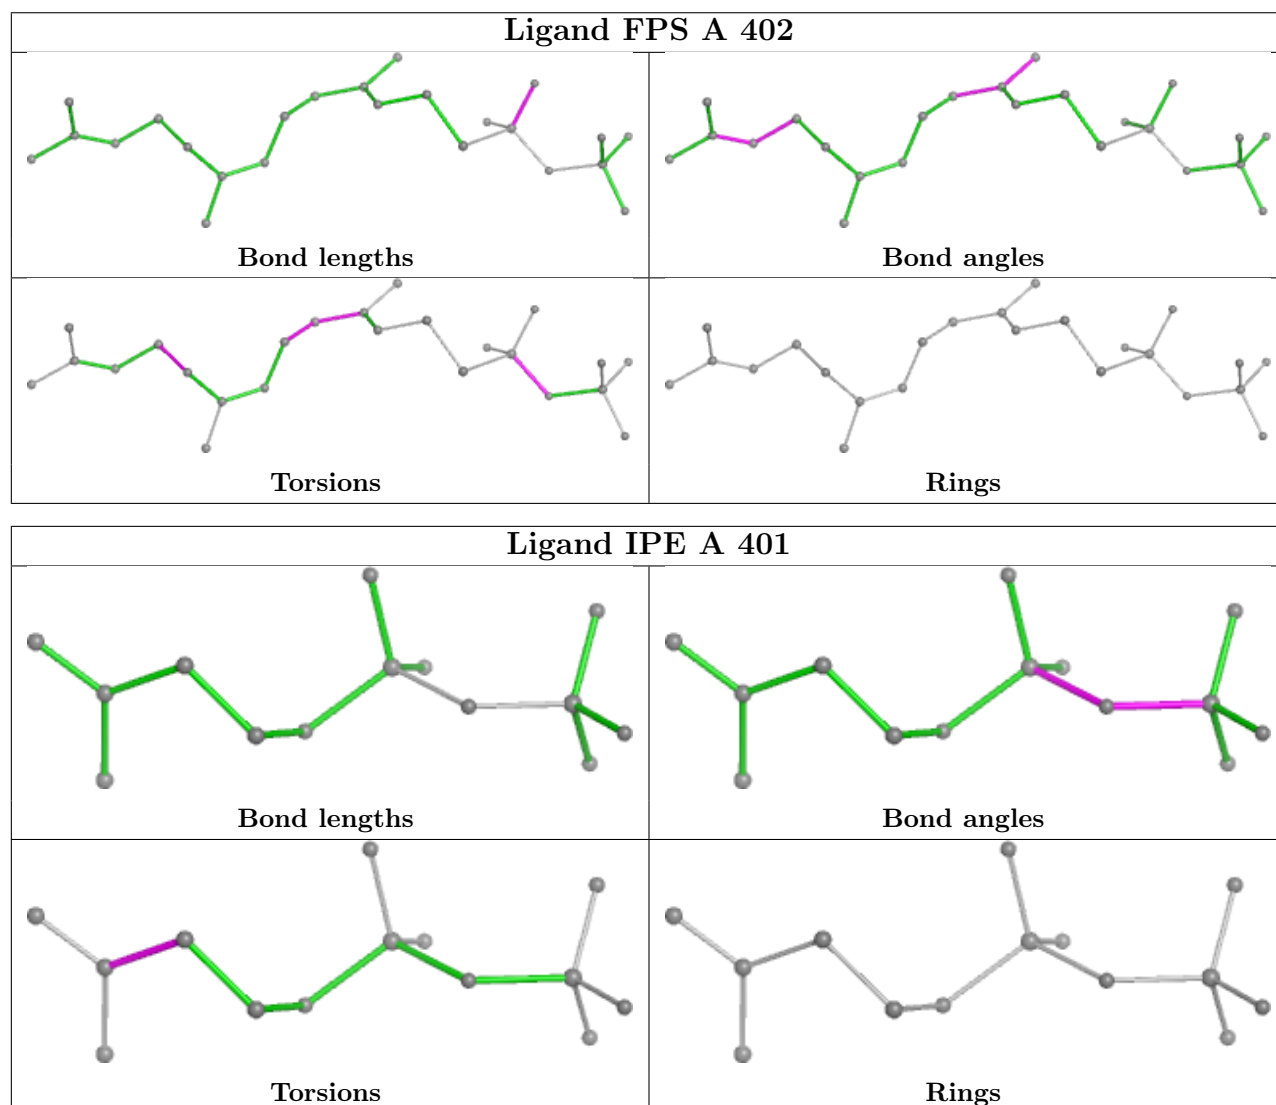 Ligand FPS A 402
Bond lengths
Bond angles
Torsions
Rings
Ligand IPE A 401
Bond lengths
Bond angles
Torsions
Rings